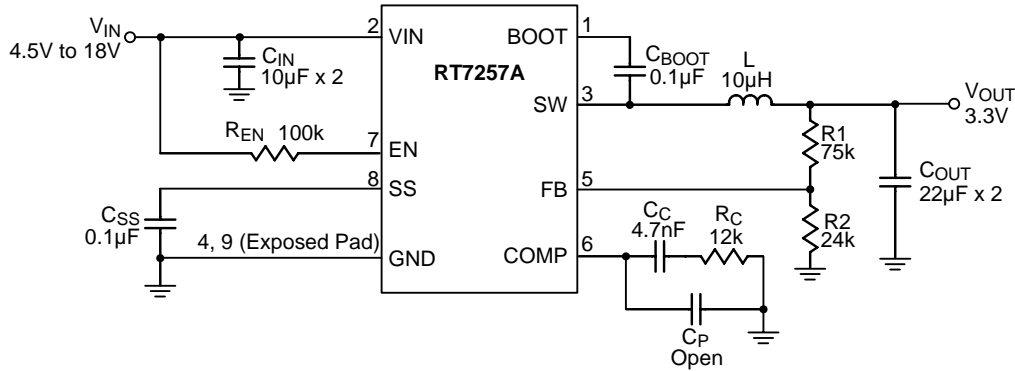 VIN
4.5V to 18V
CIN
10µF x 2
2
VIN
RT7257A
BOOT
1
CBOOT
0.1µF
L
10µH
SW
3
VOUT
3.3V
REN 100k
7
EN
R1
75k
8
SS
FB
5
COUT
22µF x 2
CSS
0.1µF
R2
24k
4, 9 (Exposed Pad)
GND
COMP
6
CC
4.7nF
RC
12k
CP
Open